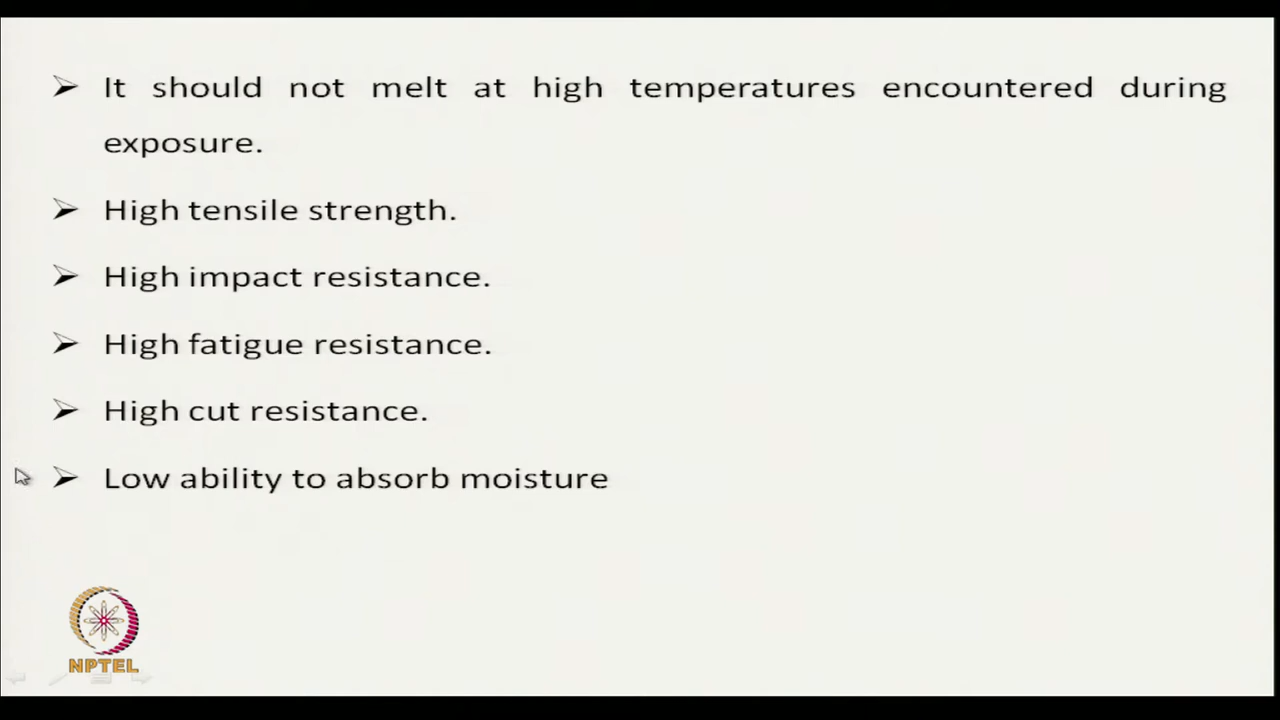 ➢ It should not melt at high temperatures encountered during
exposure.
➢ High tensile strength.
➢ High impact resistance.
➢ High fatigue resistance.
➢ High cut resistance.
➢ Low ability to absorb moisture
NPTEL